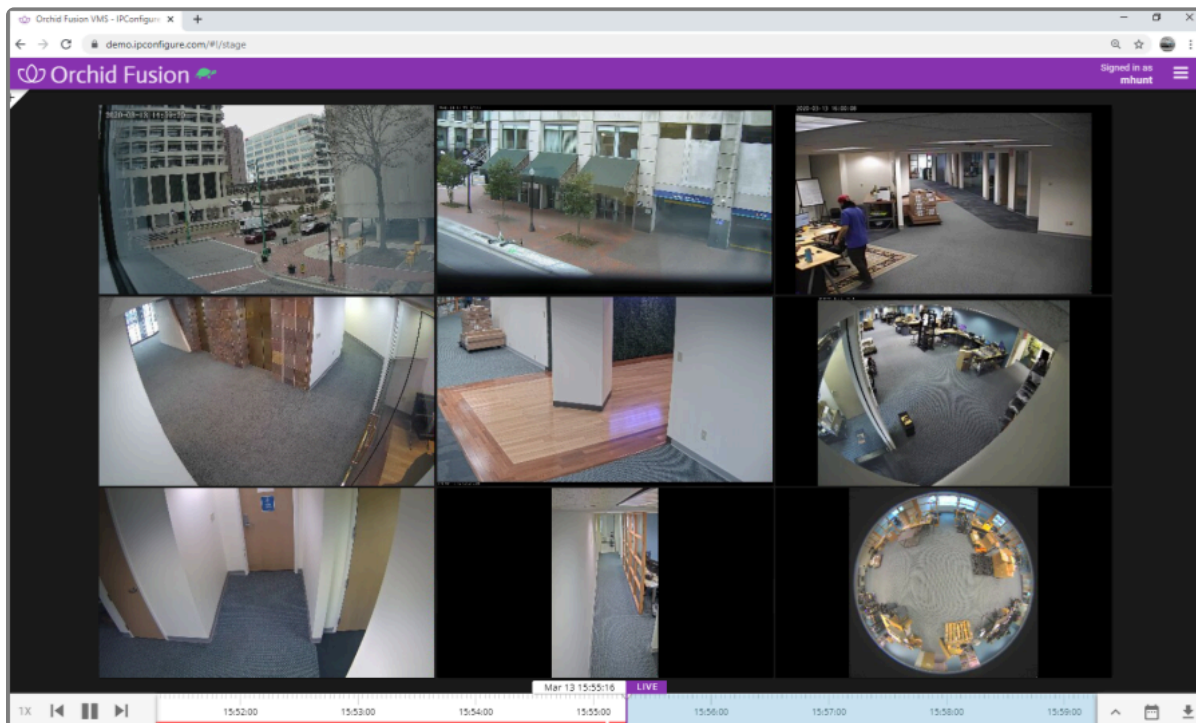 Orchid Fusion VMS - IPConfigure
demo.ipconfigure.com/#!/stage
Orchid Fusion
Signed in as
mhunt
Mar 13 15:55:16
LIVE
1X
15:52:00
15:53:00
15:54:00
15:55:00
15:56:00
15:57:00
15:58:00
15:59:00